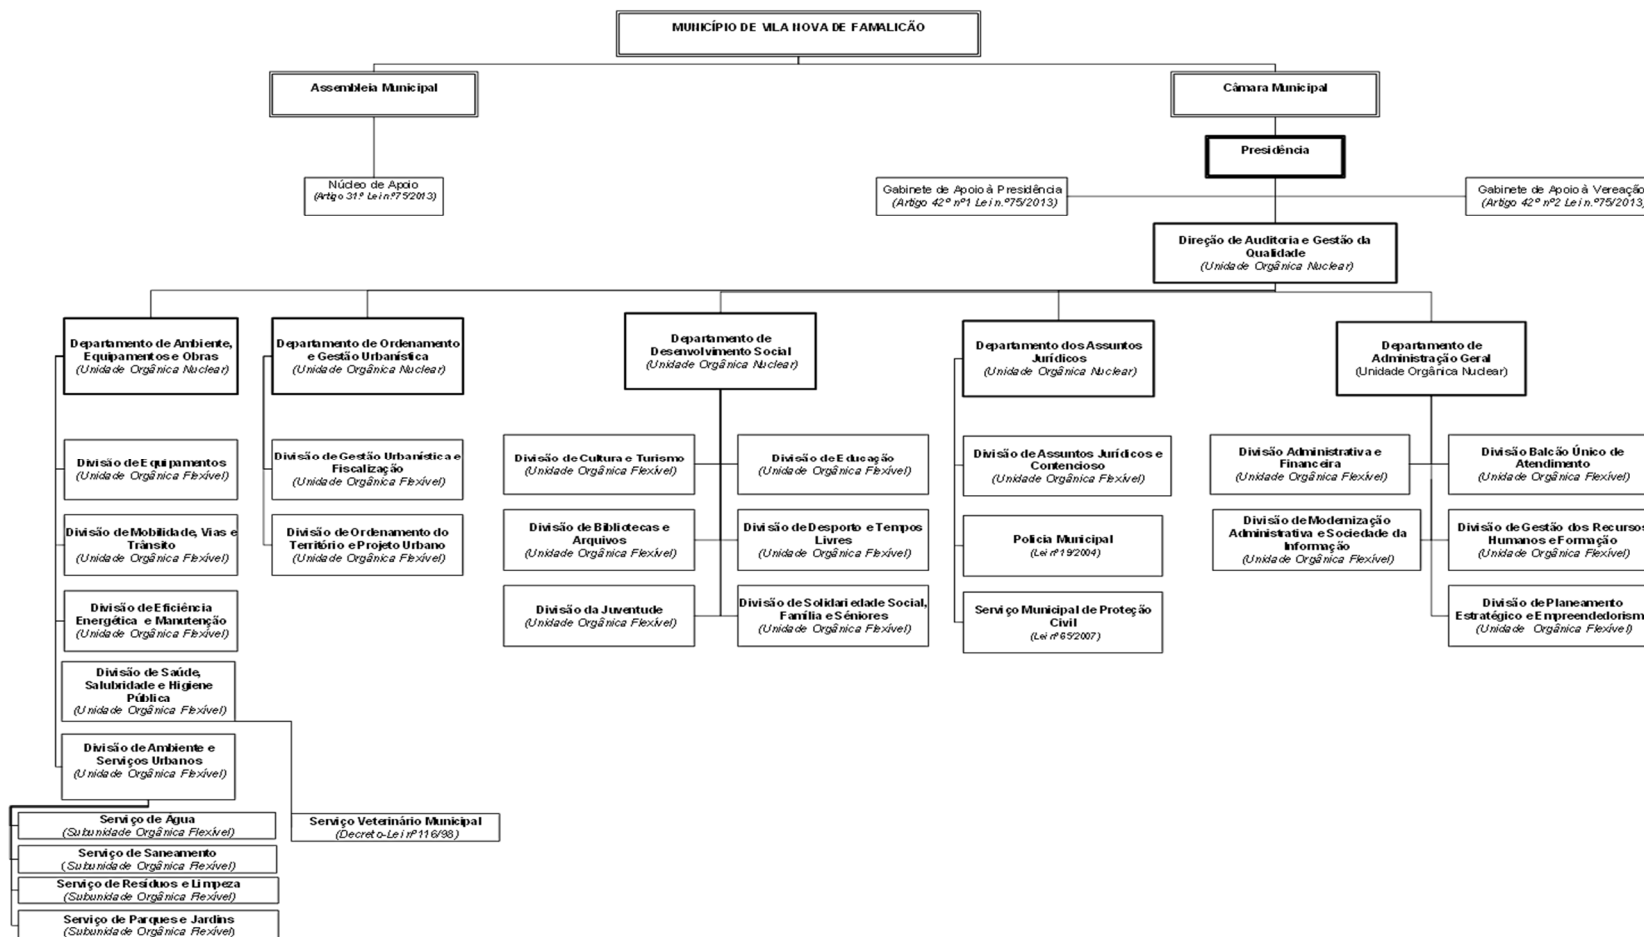 MUNICÍPIO DE VILA NOVA DE FAMALICÃO
Assembleia Municipal
Câmara Municipal
Presidência
Núcleo de Apoio
(Artigo 31.º Lei n.º75/2013)
Gabinete de Apoio à Presidência
(Artigo 42º nº1 Lei n.º75/2013)
Gabinete de Apoio à Vereação
(Artigo 42º nº2 Lei n.º75/2013)
Direção de Auditoria e Gestão da
Qualidade
(Unidade Orgânica Nuclear)
Departamento de Ambiente,
Equipamentos e Obras
(Unidade Orgânica Nuclear)
Departamento de Ordenamento
e Gestão Urbanística
(Unidade Orgânica Nuclear)
Departamento de
Desenvolvimento Social
(Unidade Orgânica Nuclear)
Departamento dos Assuntos
Jurídicos
(Unidade Orgânica Nuclear)
Departamento de
Administração Geral
(Unidade Orgânica Nuclear)
Divisão de Equipamentos
(Unidade Orgânica Flexível)
Divisão de Gestão Urbanística e
Fiscalização
(Unidade Orgânica Flexível)
Divisão de Cultura e Turismo
(Unidade Orgânica Flexível)
Divisão de Educação
(Unidade Orgânica Flexível)
Divisão de Assuntos Jurídicos e
Contencioso
(Unidade Orgânica Flexível)
Divisão Administrativa e
Financeira
(Unidade Orgânica Flexível)
Divisão Balcão Único de
Atendimento
(Unidade Orgânica Flexível)
Divisão de Mobilidade, Vias e
Trânsito
(Unidade Orgânica Flexível)
Divisão de Ordenamento do
Território e Projeto Urbano
(Unidade Orgânica Flexível)
Divisão de Bibliotecas e
Arquivos
(Unidade Orgânica Flexível)
Divisão de Desporto e Tempos
Livres
(Unidade Orgânica Flexível)
Polícia Municipal
(Lei nº19/2004)
Divisão de Modernização
Administrativa e Sociedade da
Informação
(Unidade Orgânica Flexível)
Divisão de Gestão dos Recursos
Humanos e Formação
(Unidade Orgânica Flexível)
Divisão de Eficiência
Energética e Manutenção
(Unidade Orgânica Flexível)
Divisão da Juventude
(Unidade Orgânica Flexível)
Divisão de Solidariedade Social,
Família e Séniores
(Unidade Orgânica Flexível)
Serviço Municipal de Proteção
Civil
(Lei nº65/2007)
Divisão de Planeamento
Estratégico e Empreendedorism
(Unidade Orgânica Flexível)
Divisão de Saúde,
Salubridade e Higiene
Pública
(Unidade Orgânica Flexível)
Divisão de Ambiente e
Serviços Urbanos
(Unidade Orgânica Flexível)
Serviço de Água
(Subunidade Orgânica Flexível)
Serviço Veterinário Municipal
(Decreto-Lei nº116/98)
Serviço de Saneamento
(Subunidade Orgânica Flexível)
Serviço de Resíduos e Limpeza
(Subunidade Orgânica Flexível)
Serviço de Parques e Jardins
(Subunidade Orgânica Flexível)